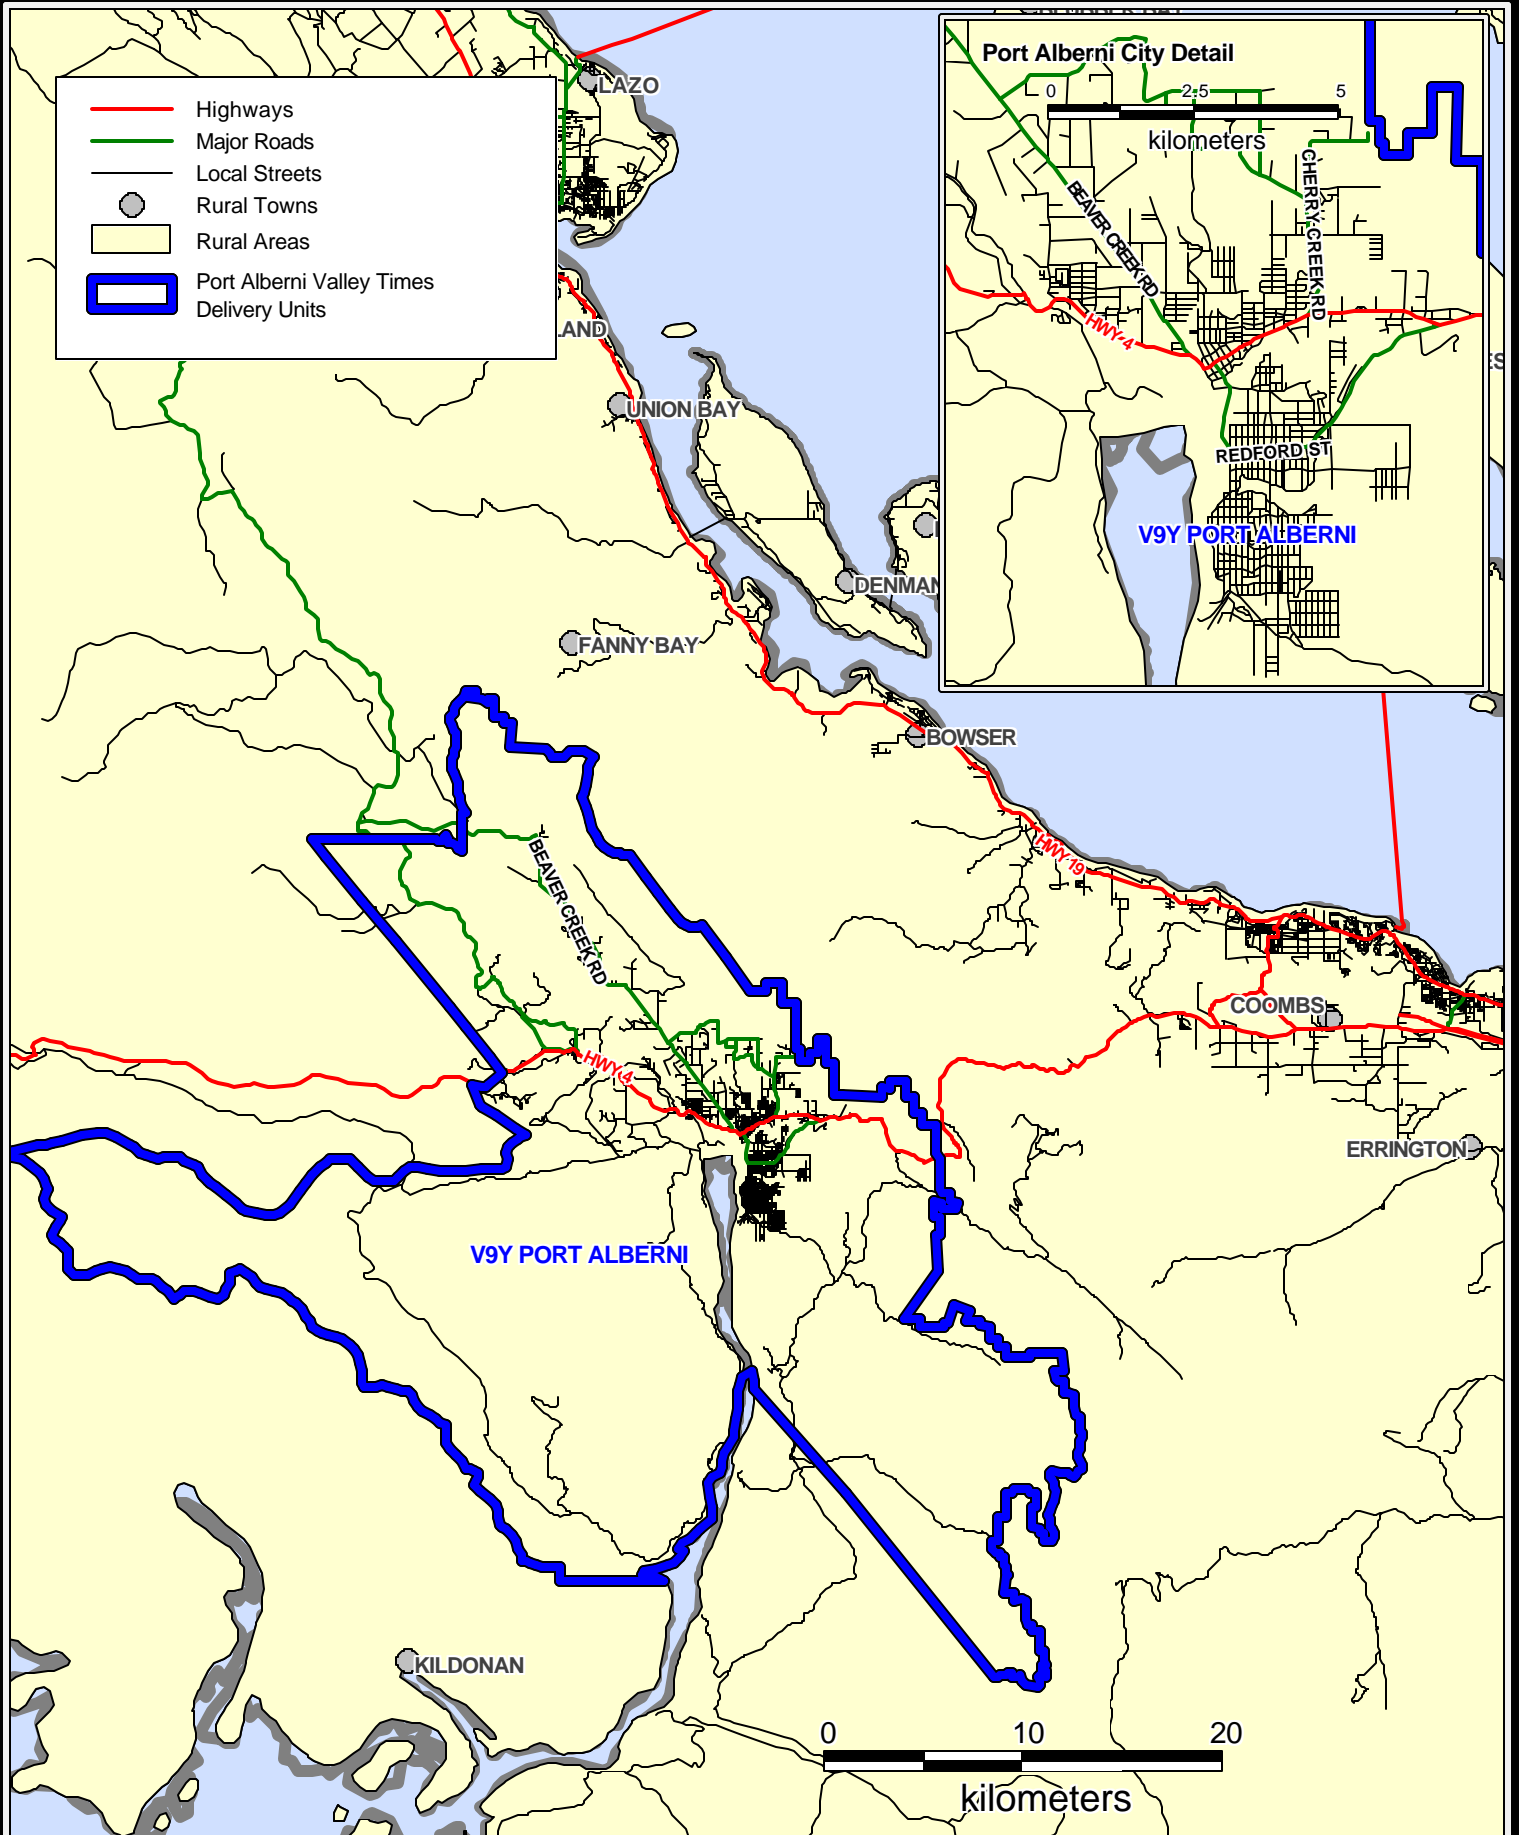 LAZO
Highways
Major Roads
Local Streets
Rural Towns
Rural Areas
Port Alberni Valley Times
Delivery Units
LAND
UNION BAY
DENMAN
FANNY BAY
BOWSER
HWY 19
BEAVER CREEK RD
COOMBS
HWY 4
ERRINGTON
V9Y PORT ALBERNI
KILDONAN
0 10 20
kilometers
Port Alberni City Detail
0 2.5 5
kilometers
BEAVER CREEK RD
CHERRY CREEK RD
HWY 4
REDFORD ST
V9Y PORT ALBERNI